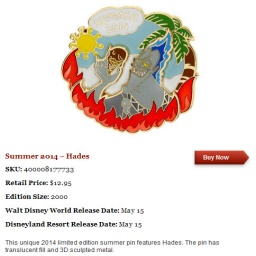 SUMMER
2014
Summer 2014 – Hades
Buy Now
SKU: 400008177733
Retail Price: $12.95
Edition Size: 2000
Walt Disney World Release Date: May 15
Disneyland Resort Release Date: May 15
This unique 2014 limited edition summer pin features Hades. The pin has
translucent fill and 3D sculpted metal.